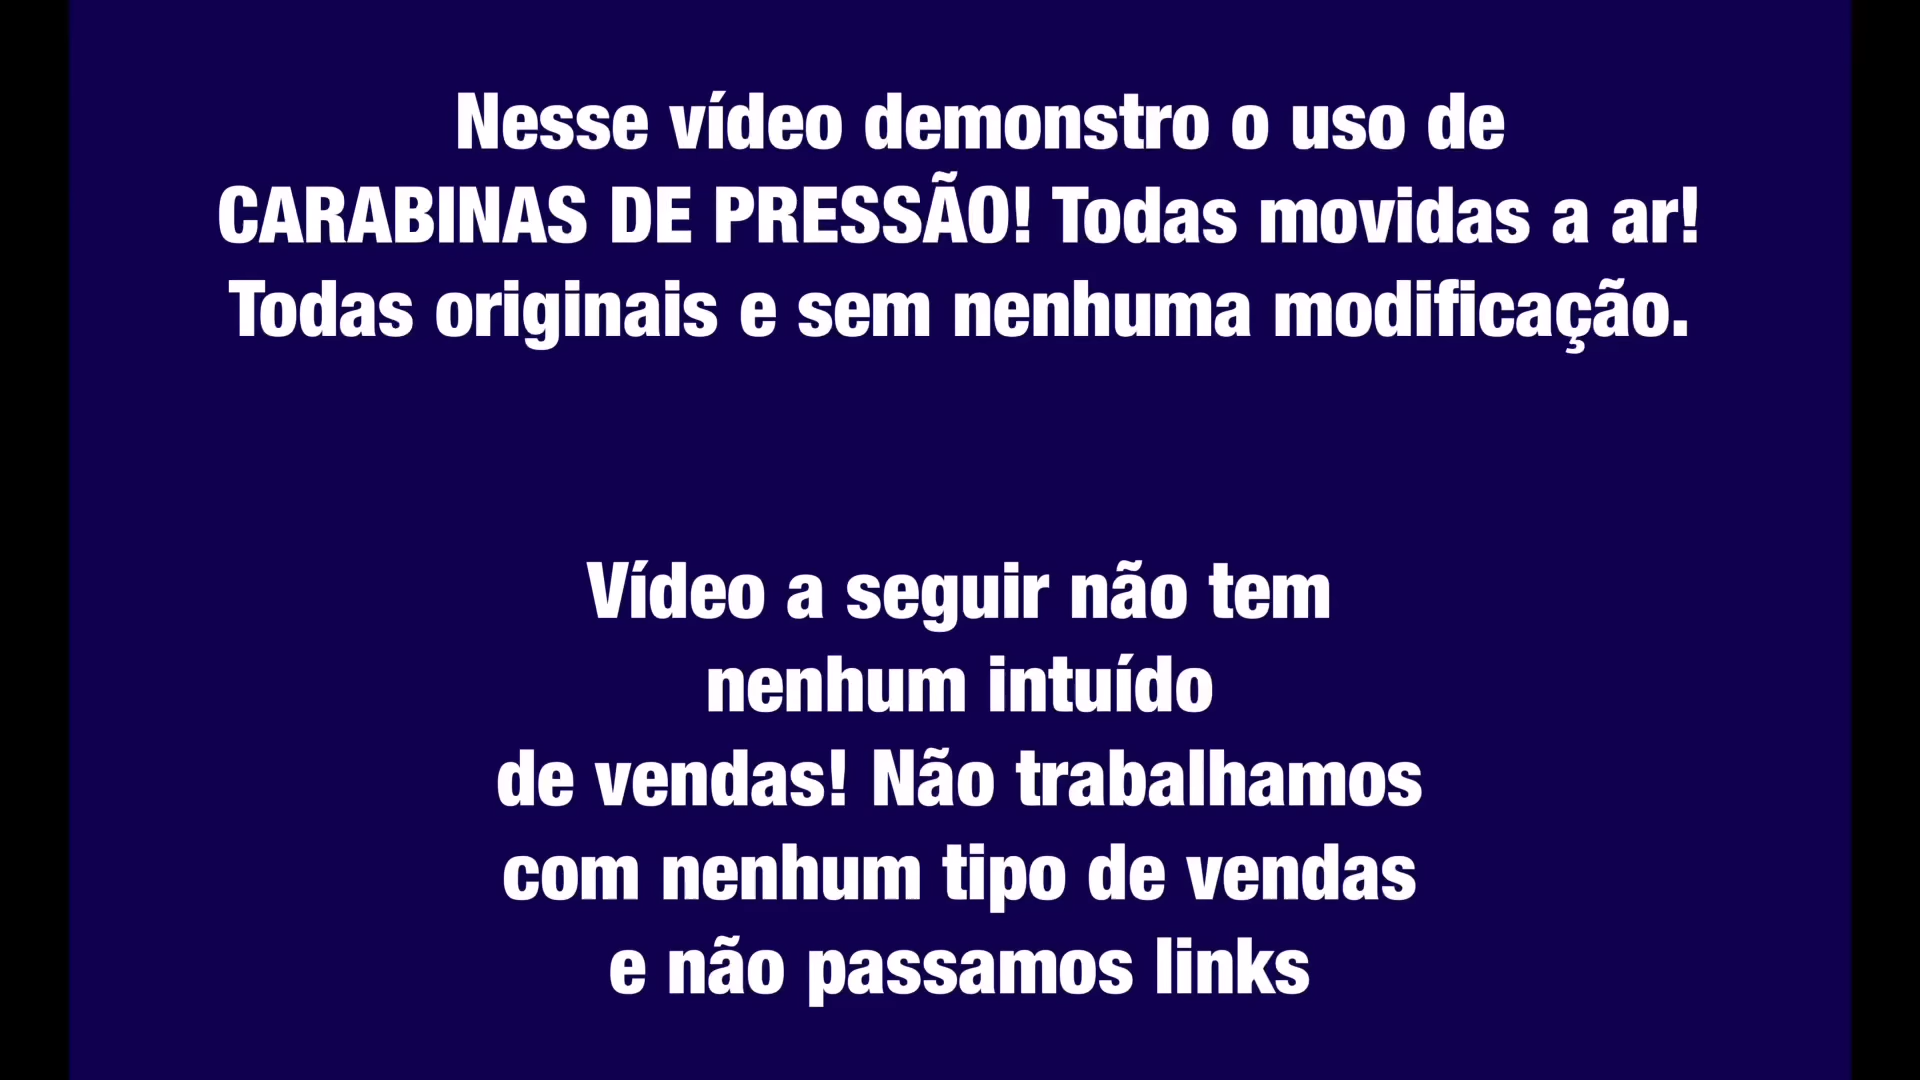 Nesse vídeo demonstro o uso de
CARABINAS DE PRESSÃO! Todas movidas a ar!
Todas originais e sem nenhuma modificação.
Vídeo a seguir não tem
nenhum intuído
de vendas! Não trabalhamos
com nenhum tipo de vendas
e não passamos links